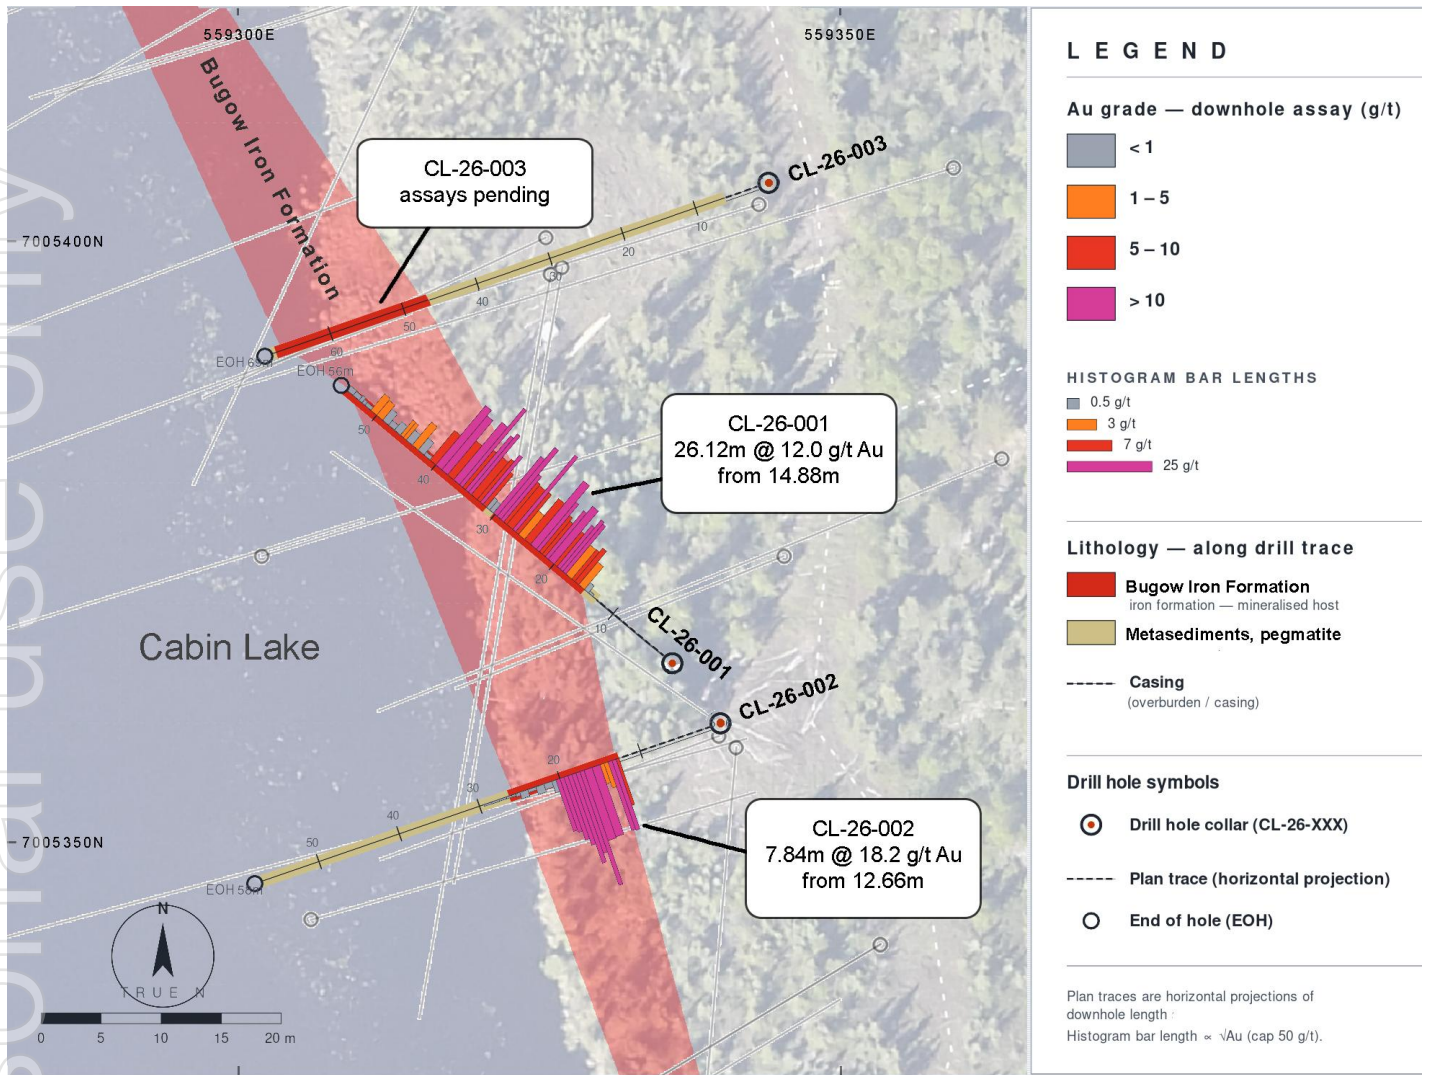 559300E
559350E
Bugow Iron Formation
CL-26-003
assays pending
CL-26-003
7005400N
10
20
30
40
50
60
EOH 69m
EOH 56m
50
40
30
20
10
CL-26-001
26.12m @ 12.0 g/t Au
from 14.88m
Cabin Lake
CL-26-001
CL-26-002
20
30
40
50
7005350N
CL-26-002
7.84m @ 18.2 g/t Au
from 12.66m
N
TRUE N
0 5 10 15 20 m
LEGEND
Au grade — downhole assay (g/t)
< 1
1 – 5
5 – 10
> 10
HISTOGRAM BAR LENGTHS
0.5 g/t
3 g/t
7 g/t
25 g/t
Lithology — along drill trace
Bugow Iron Formation
iron formation — mineralised host
Metasediments, pegmatite
Casing
(overburden / casing)
Drill hole symbols
Drill hole collar (CL-26-XXX)
Plan trace (horizontal projection)
End of hole (EOH)
Plan traces are horizontal projections of
downhole length
Histogram bar length ∝ √Au (cap 50 g/t).